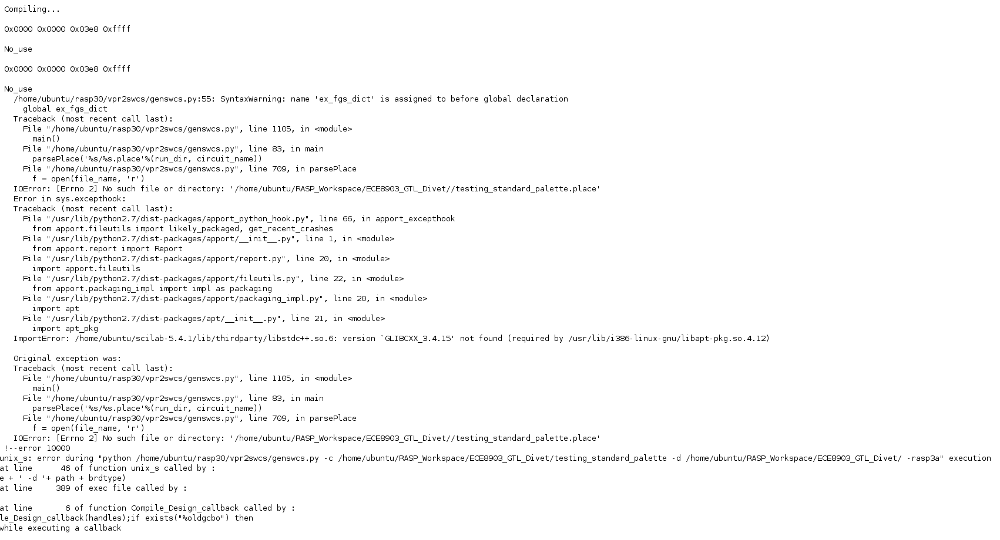 Compiling...
0x0000 0x0000 0x03e8 0xffff
No_use
0x0000 0x0000 0x03e8 0xffff
No_use
/home/ubuntu/rasp30/vpr2swcs/genswcs.py:55: SyntaxWarning: name 'ex_fgs_dict' is assigned to before global declaration
global ex_fgs_dict
Traceback (most recent call last):
File "/home/ubuntu/rasp30/vpr2swcs/genswcs.py", line 1105, in <module>
main()
File "/home/ubuntu/rasp30/vpr2swcs/genswcs.py", line 83, in main
parsePlace('%s/%s.place'%(run_dir, circuit_name))
File "/home/ubuntu/rasp30/vpr2swcs/genswcs.py", line 709, in parsePlace
f = open(file_name, 'r')
IOError: [Errno 2] No such file or directory: '/home/ubuntu/RASP_Workspace/ECE8903_GTL_Divet//testing_standard_palette.place'
Error in sys.excepthook:
Traceback (most recent call last):
File "/usr/lib/python2.7/dist-packages/apport_python_hook.py", line 66, in apport_excepthook
from apport.fileutils import likely_packaged, get_recent_crashes
File "/usr/lib/python2.7/dist-packages/apport/__init__.py", line 1, in <module>
from apport.report import Report
File "/usr/lib/python2.7/dist-packages/apport/report.py", line 20, in <module>
import apport.fileutils
File "/usr/lib/python2.7/dist-packages/apport/fileutils.py", line 22, in <module>
from apport.packaging_impl import impl as packaging
File "/usr/lib/python2.7/dist-packages/apport/packaging_impl.py", line 20, in <module>
import apt
File "/usr/lib/python2.7/dist-packages/apt/__init__.py", line 21, in <module>
import apt_pkg
ImportError: /home/ubuntu/scilab-5.4.1/lib/thirdparty/libstdc++.so.6: version `GLIBCXX_3.4.15' not found (required by /usr/lib/i386-linux-gnu/libapt-pkg.so.4.12)
Original exception was:
Traceback (most recent call last):
File "/home/ubuntu/rasp30/vpr2swcs/genswcs.py", line 1105, in <module>
main()
File "/home/ubuntu/rasp30/vpr2swcs/genswcs.py", line 83, in main
parsePlace('%s/%s.place'%(run_dir, circuit_name))
File "/home/ubuntu/rasp30/vpr2swcs/genswcs.py", line 709, in parsePlace
f = open(file_name, 'r')
IOError: [Errno 2] No such file or directory: '/home/ubuntu/RASP_Workspace/ECE8903_GTL_Divet//testing_standard_palette.place'
!--error 10000
unix_s: error during "python /home/ubuntu/rasp30/vpr2swcs/genswcs.py -c /home/ubuntu/RASP_Workspace/ECE8903_GTL_Divet/testing_standard_palette -d /home/ubuntu/RASP_Workspace/ECE8903_GTL_Divet/ -rasp3a" execution
at line 46 of function unix_s called by :
e + ' -d '+ path + brdtype)
at line 389 of exec file called by :
at line 6 of function Compile_Design_callback called by :
le_Design_callback(handles);if exists("%oldgcbo") then
while executing a callback